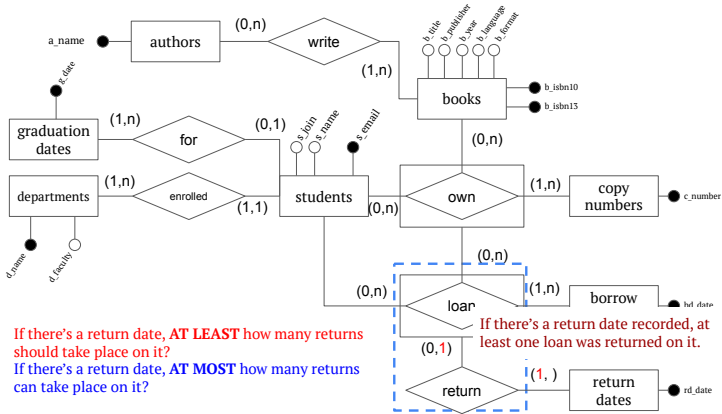 b_title
b_publisher
b_year
b_language
b_format
(0,n)
a_name
authors
write
g_date
(1,n)
books
b_isbn10
b_isbn13
(1,n)
(0,1)
s_join
s_name
s_email
graduation
dates
for
(0,n)
(1,n)
departments
enrolled
students
own
(1,n)
copy
numbers
c_number
(1,1)
(0,n)
d_name
d_faculty
(0,n)
(0,n)
(1,n)
loan
borrow
bd_date
If there's a return date, AT LEAST how many returns
should take place on it?
If there's a return date, AT MOST how many returns
can take place on it?
If there's a return date recorded, at
least one loan was returned on it.
(0,1)
(1, )
return
return
dates
rd_date